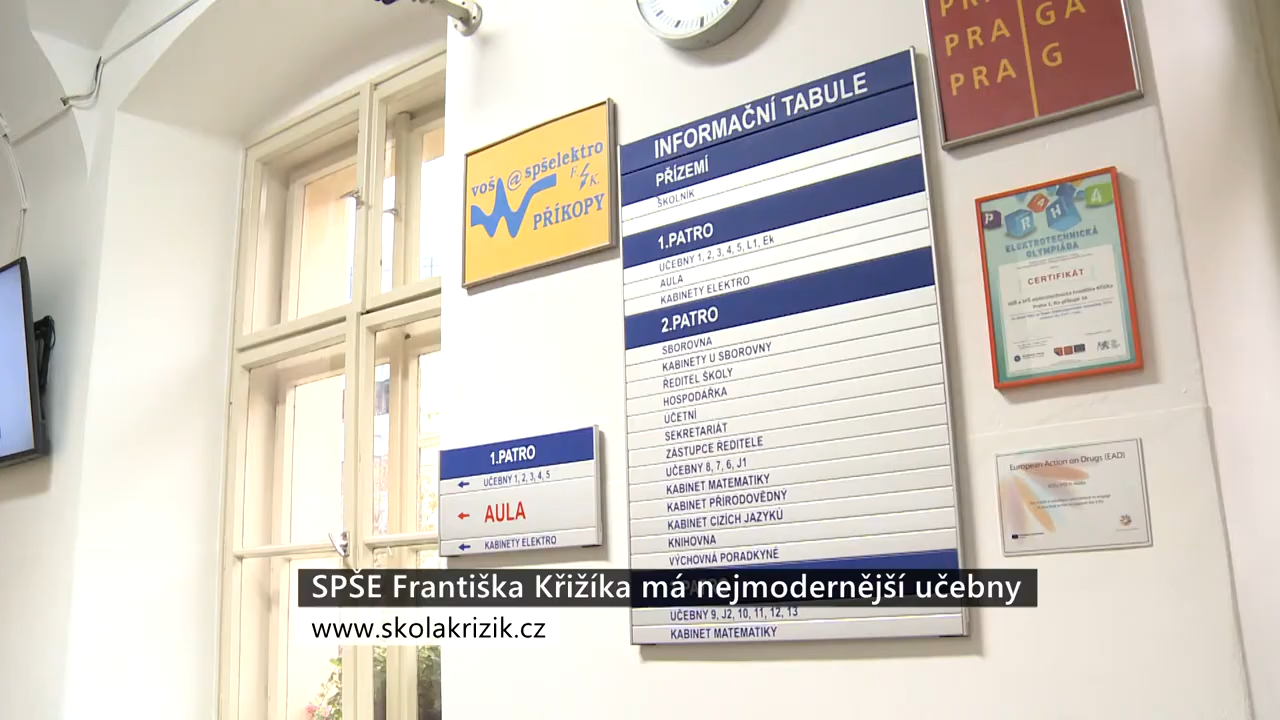 voš@spšelektro
F. K.
PŘÍKOPY
INFORMAČNÍ TABULE
PŘÍZEMÍ
ŠKOLNÍK
1.PATRO
UČEBNY 1, 2, 3, 4, 5, L1, Ek
AULA
KABINETY ELEKTRO
2.PATRO
SBOROVNA
KABINETY U SBOROVNY
ŘEDITEL ŠKOLY
HOSPODÁŘKA
ÚČETNÍ
SEKRETARIÁT
ZÁSTUPCE ŘEDITELE
UČEBNY 8, 7, 6, J1
KABINET MATEMATIKY
KABINET PŘÍRODOVĚDNÝ
KABINET CIZÍCH JAZYKŮ
KNIHOVNA
VÝCHOVNÁ PORADKYNĚ
UČEBNY 9, J2, 10, 11, 12, 13
KABINET MATEMATIKY
1.PATRO
UČEBNY 1, 2, 3, 4, 5
AULA
KABINETY ELEKTRO
GA
PRA G
PRA
PRAHA
ELEKTROTECHNICKÁ
OLYMPIÁDA
CERTIFIKÁT
European Action on Drugs (EAD)
SPŠE Františka Křižíka má nejmodernější učebny
www.skolakrizik.cz